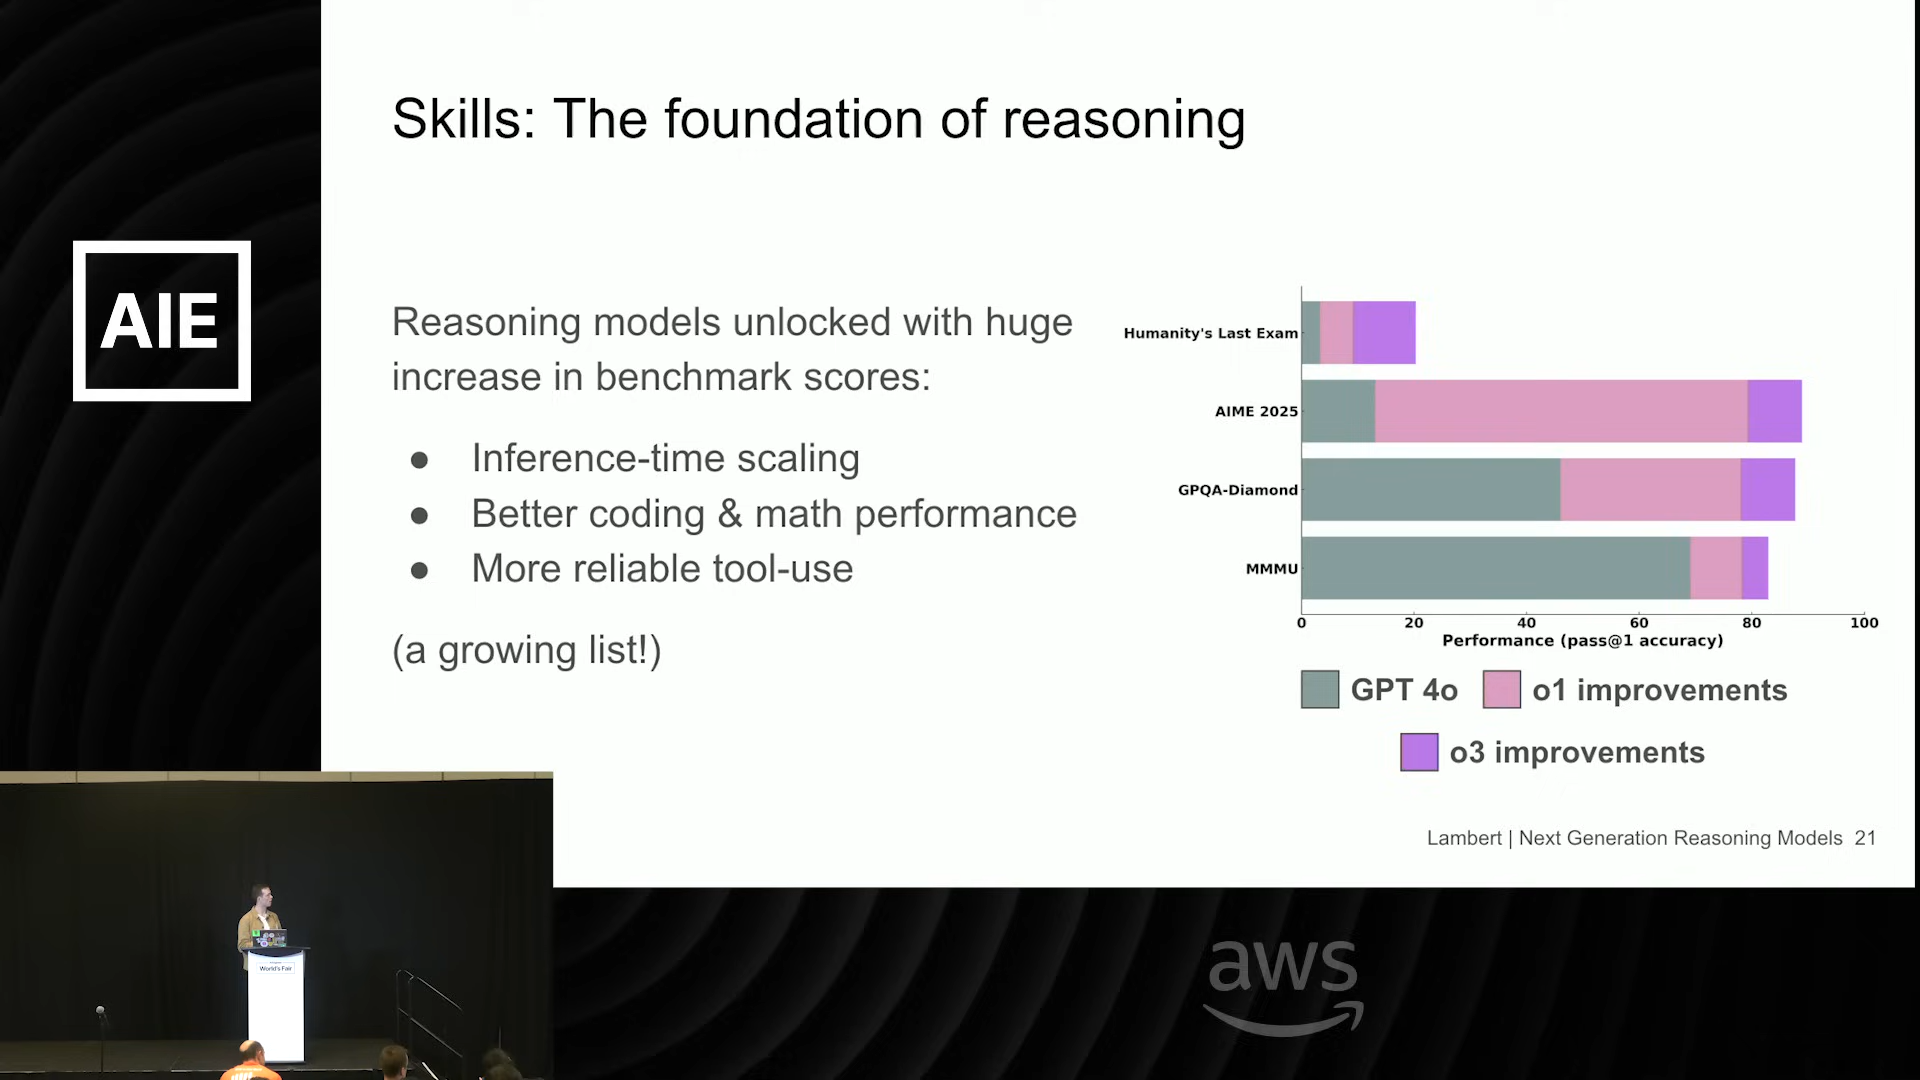 Skills: The foundation of reasoning
AIE
Reasoning models unlocked with huge
increase in benchmark scores:
● Inference-time scaling
● Better coding & math performance
● More reliable tool-use
(a growing list!)
Humanity's Last Exam
AIME 2025
GPQA-Diamond
MMMU
0 20 40 60 80 100
Performance (pass@1 accuracy)
GPT 4o o1 improvements
o3 improvements
Lambert | Next Generation Reasoning Models 21
World's Fair
aws